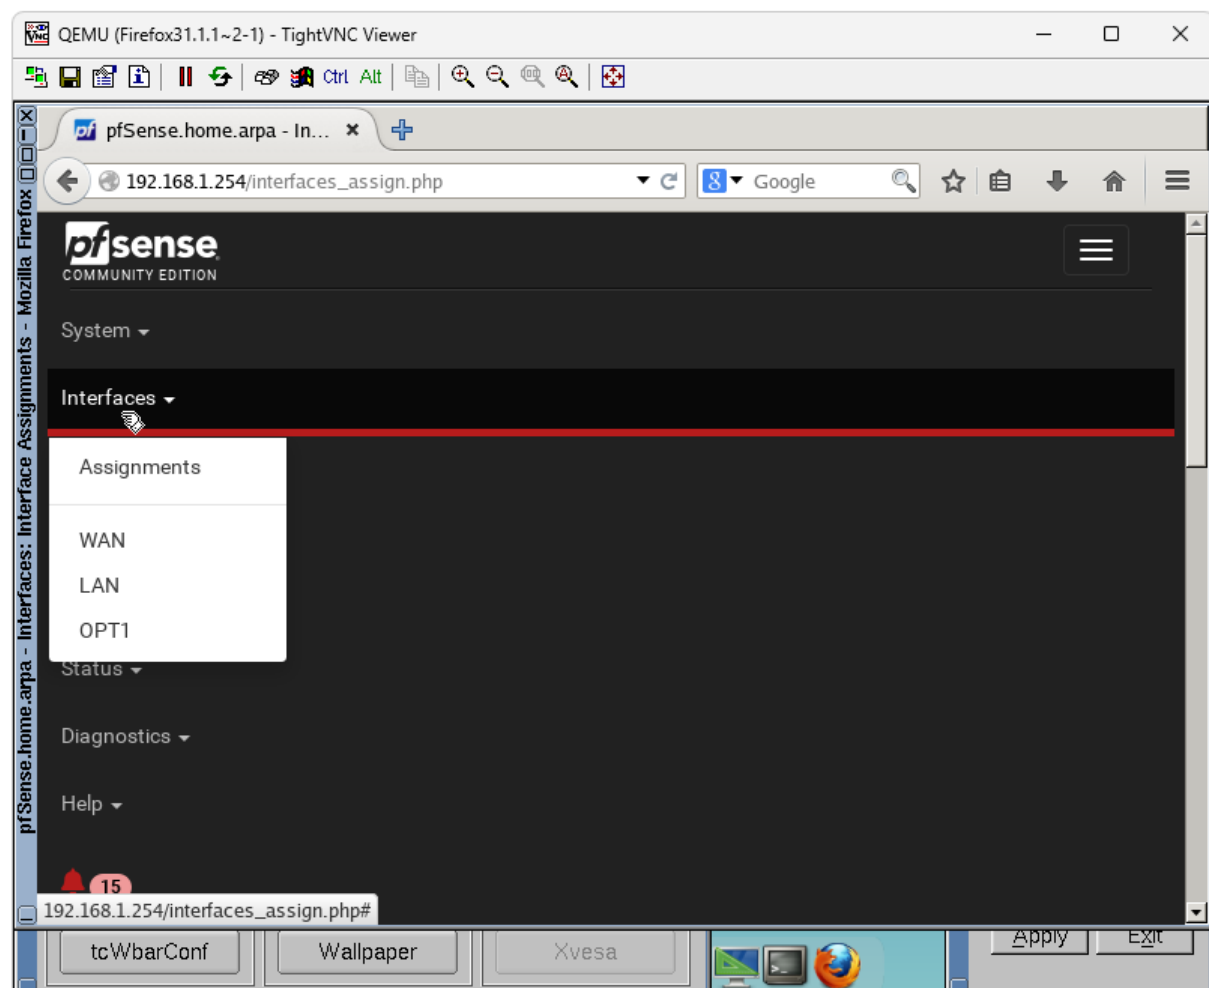 QEMU (Firefox31.1.1~2-1) - TightVNC Viewer
Ctrl Alt
pfSense.home.arpa - Interfaces: Interface Assignments - Mozilla Firefox
pfSense.home.arpa - In...
192.168.1.254/interfaces_assign.php
8 Google
pfsense
COMMUNITY EDITION
System
Interfaces
Assignments
WAN
LAN
OPT1
Status
Diagnostics
Help
15
192.168.1.254/interfaces_assign.php#
tcWbarConf Wallpaper Xvesa
Apply Exit